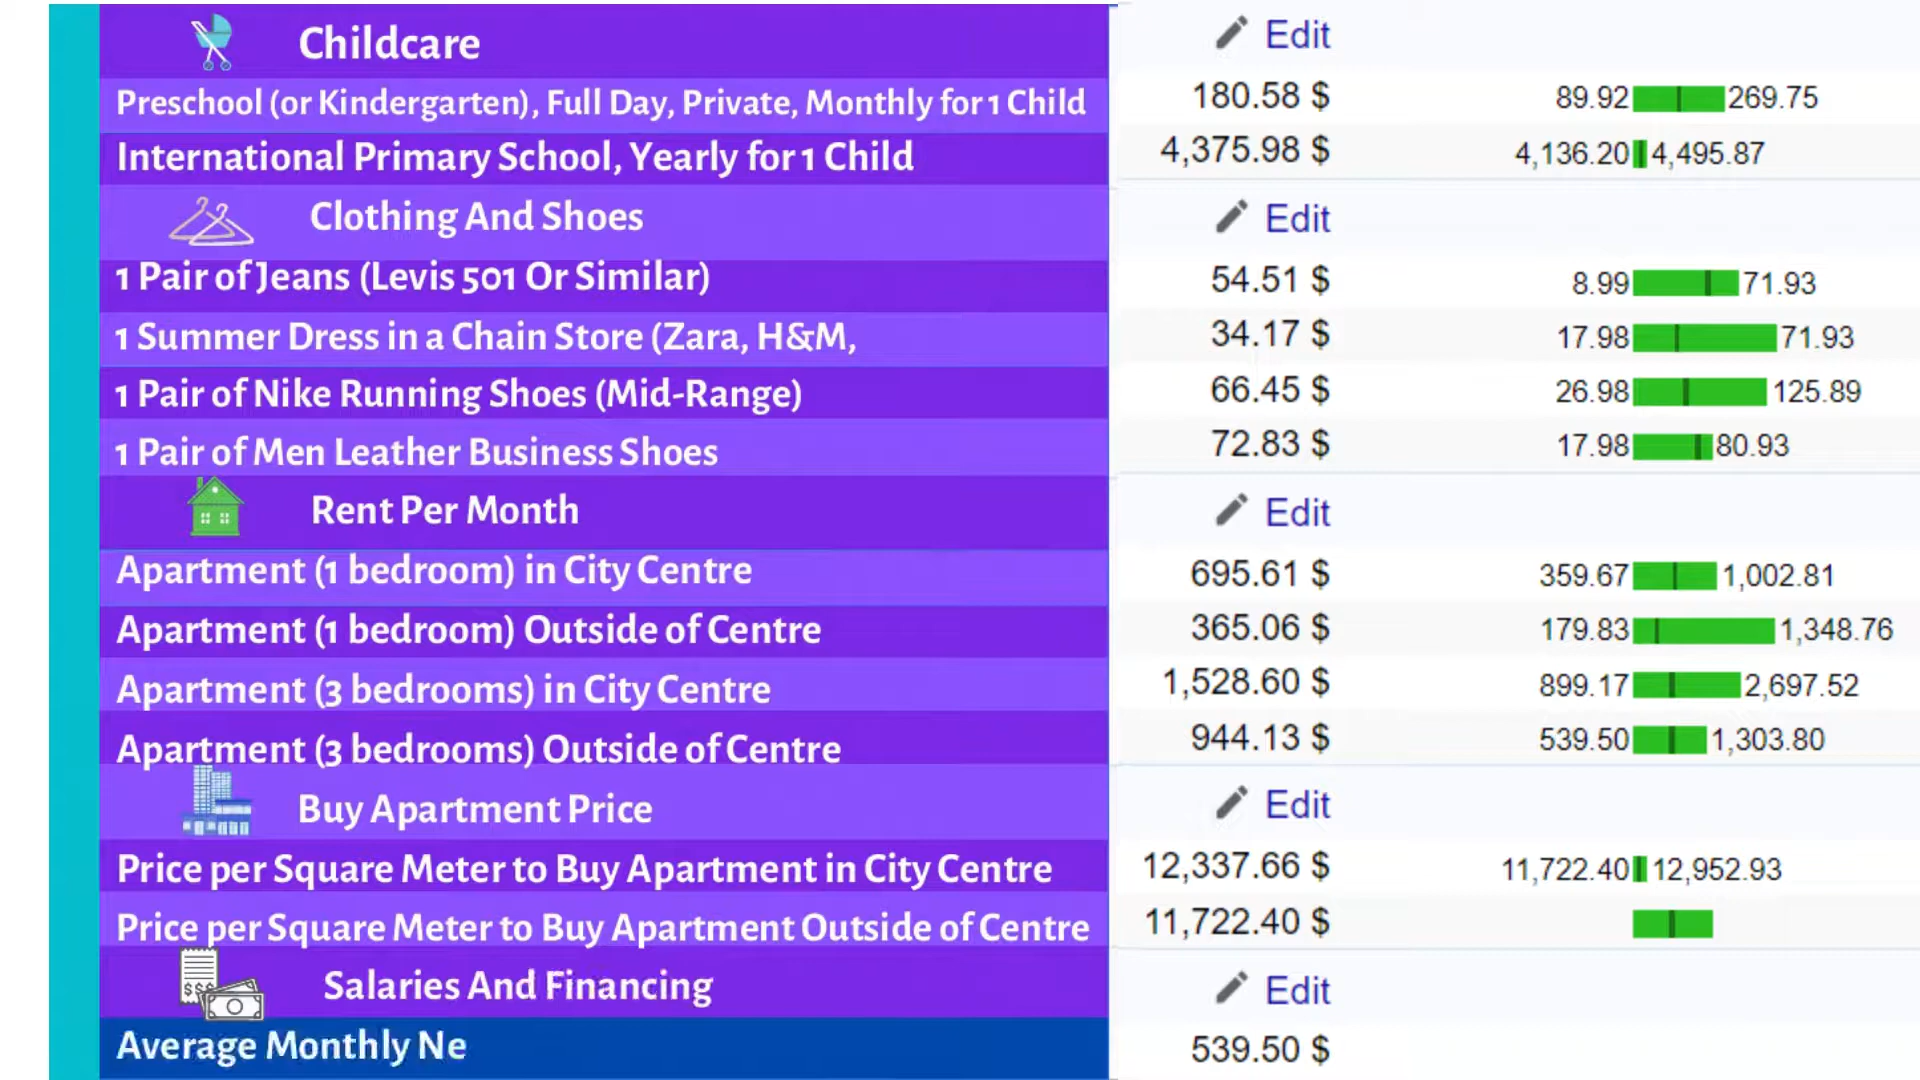 Childcare Edit
Preschool (or Kindergarten), Full Day, Private, Monthly for 1 Child 180.58 $ 89.92 269.75
International Primary School, Yearly for 1 Child 4,375.98 $ 4,136.20 4,495.87
Clothing And Shoes Edit
1 Pair of Jeans (Levis 501 Or Similar) 54.51 $ 8.99 71.93
1 Summer Dress in a Chain Store (Zara, H&M, 34.17 $ 17.98 71.93
1 Pair of Nike Running Shoes (Mid-Range) 66.45 $ 26.98 125.89
1 Pair of Men Leather Business Shoes 72.83 $ 17.98 80.93
Rent Per Month Edit
Apartment (1 bedroom) in City Centre 695.61 $ 359.67 1,002.81
Apartment (1 bedroom) Outside of Centre 365.06 $ 179.83 1,348.76
Apartment (3 bedrooms) in City Centre 1,528.60 $ 899.17 2,697.52
Apartment (3 bedrooms) Outside of Centre 944.13 $ 539.50 1,303.80
Buy Apartment Price Edit
Price per Square Meter to Buy Apartment in City Centre 12,337.66 $ 11,722.40 12,952.93
Price per Square Meter to Buy Apartment Outside of Centre 11,722.40 $
$$$ Salaries And Financing Edit
Average Monthly Ne 539.50 $